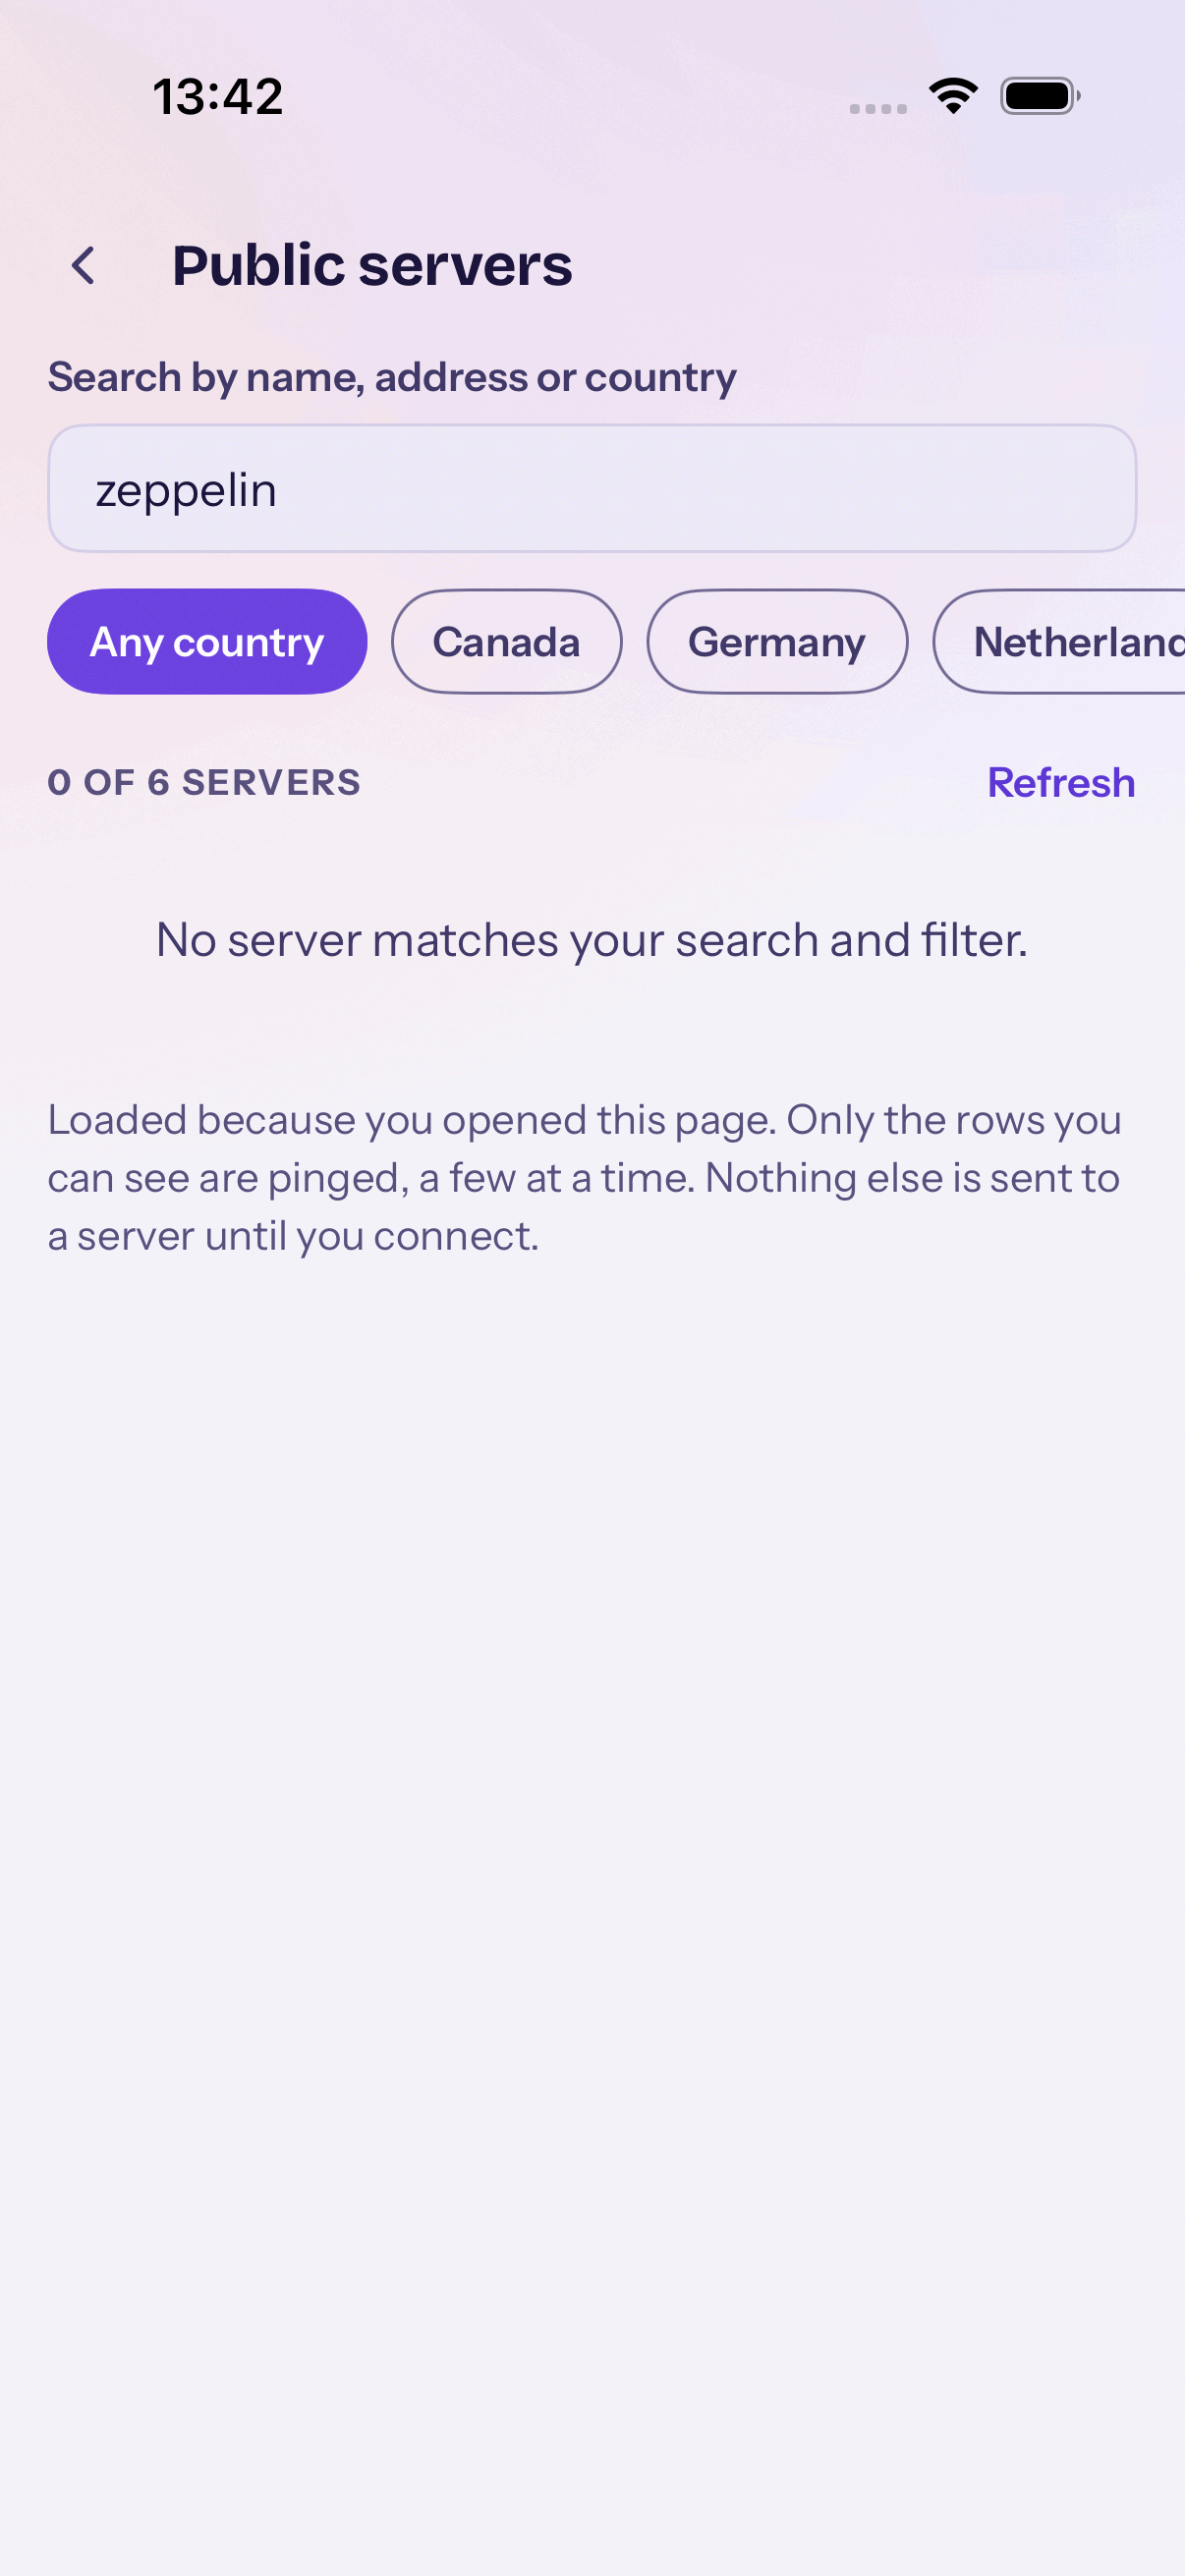 13:42
Public servers
Search by name, address or country
zeppelin
Any country
Canada
Germany
Netherland
0 OF 6 SERVERS
Refresh
No server matches your search and filter.
Loaded because you opened this page. Only the rows you
can see are pinged, a few at a time. Nothing else is sent to
a server until you connect.